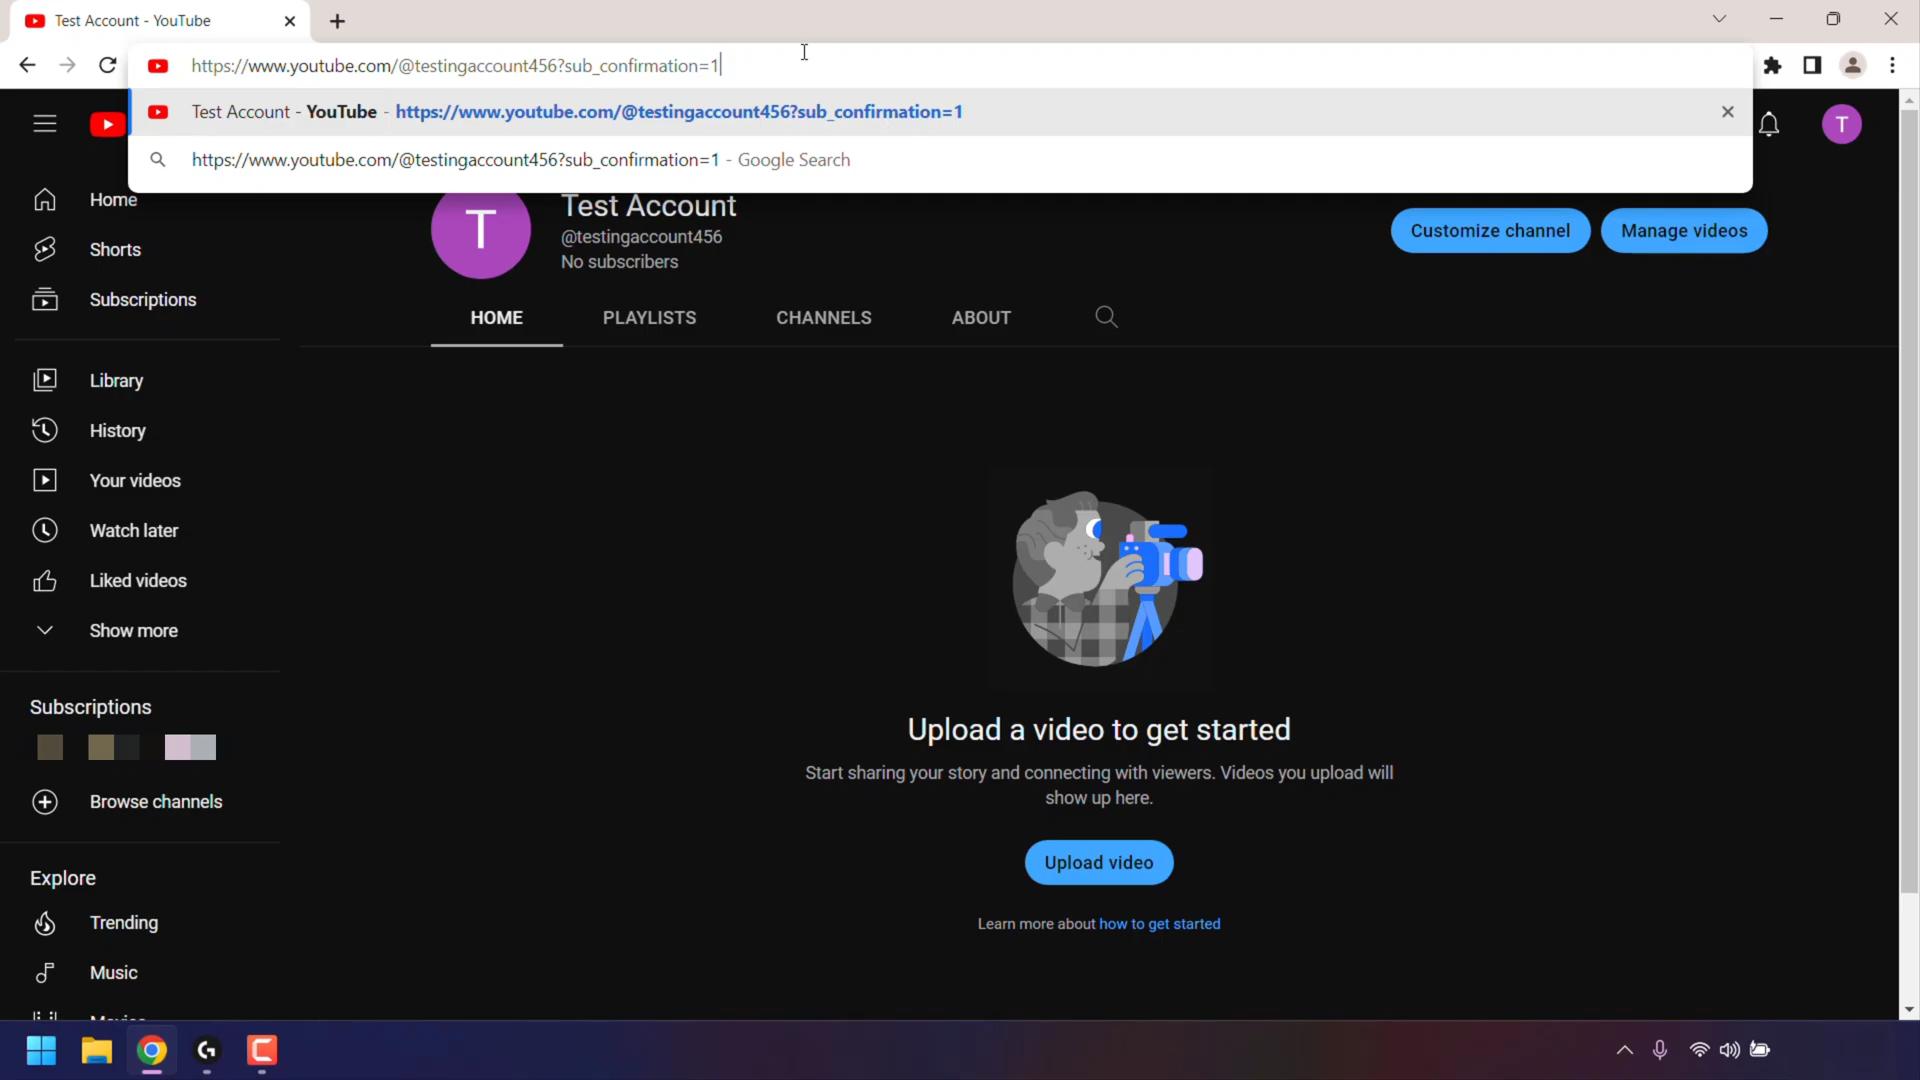 Test Account - YouTube
https://www.youtube.com/@testingaccount456?sub_confirmation=1
Test Account - YouTube - https://www.youtube.com/@testingaccount456?sub_confirmation=1
https://www.youtube.com/@testingaccount456?sub_confirmation=1 - Google Search
T
Home
Shorts
Subscriptions
Library
History
Your videos
Watch later
Liked videos
Show more
Subscriptions
Browse channels
Explore
Trending
Music
T
Test Account
@testingaccount456
No subscribers
Customize channel
Manage videos
HOME PLAYLISTS CHANNELS ABOUT
Upload a video to get started
Start sharing your story and connecting with viewers. Videos you upload will
show up here.
Upload video
Learn more about how to get started